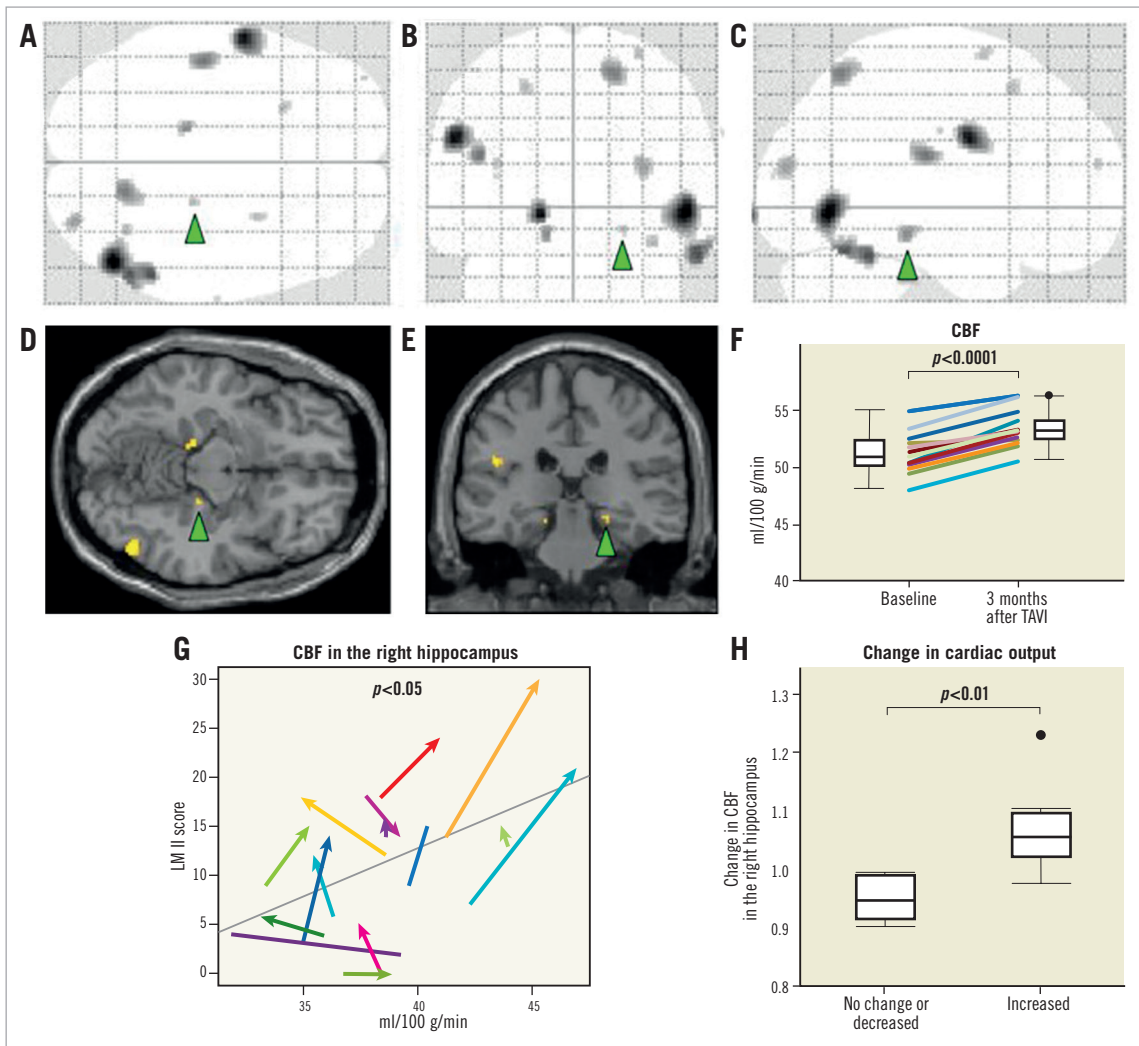 A
B
C
D
E
F
CBF
p<0.0001
55
50
45
40
ml/100 g/min
Baseline
3 months
after TAVI
G
CBF in the right hippocampus
p<0.05
30
25
20
15
10
5
0
LM II score
35
40
45
ml/100 g/min
H
Change in cardiac output
p<0.01
1.3
1.2
1.1
1.0
0.9
0.8
Change in CBF
in the right hippocampus
No change or
decreased
Increased